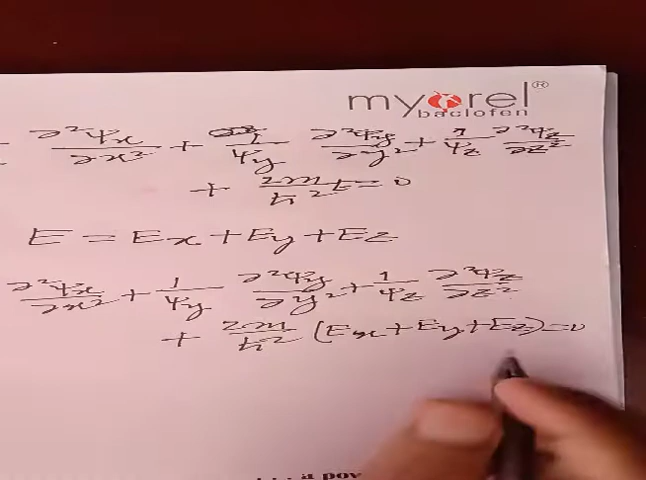 myorel®
baclofen
∂²ψx/∂x² + 1/ψy ∂²ψy/∂y² + 1/ψz ∂²ψz/∂z²
+ 2m/ħ² E = 0
E = Ex + Ey + Ez
∂²ψx/∂x² + 1/ψy ∂²ψy/∂y² + 1/ψz ∂²ψz/∂z²
+ 2m/ħ² (Ex + Ey + Ez) = 0